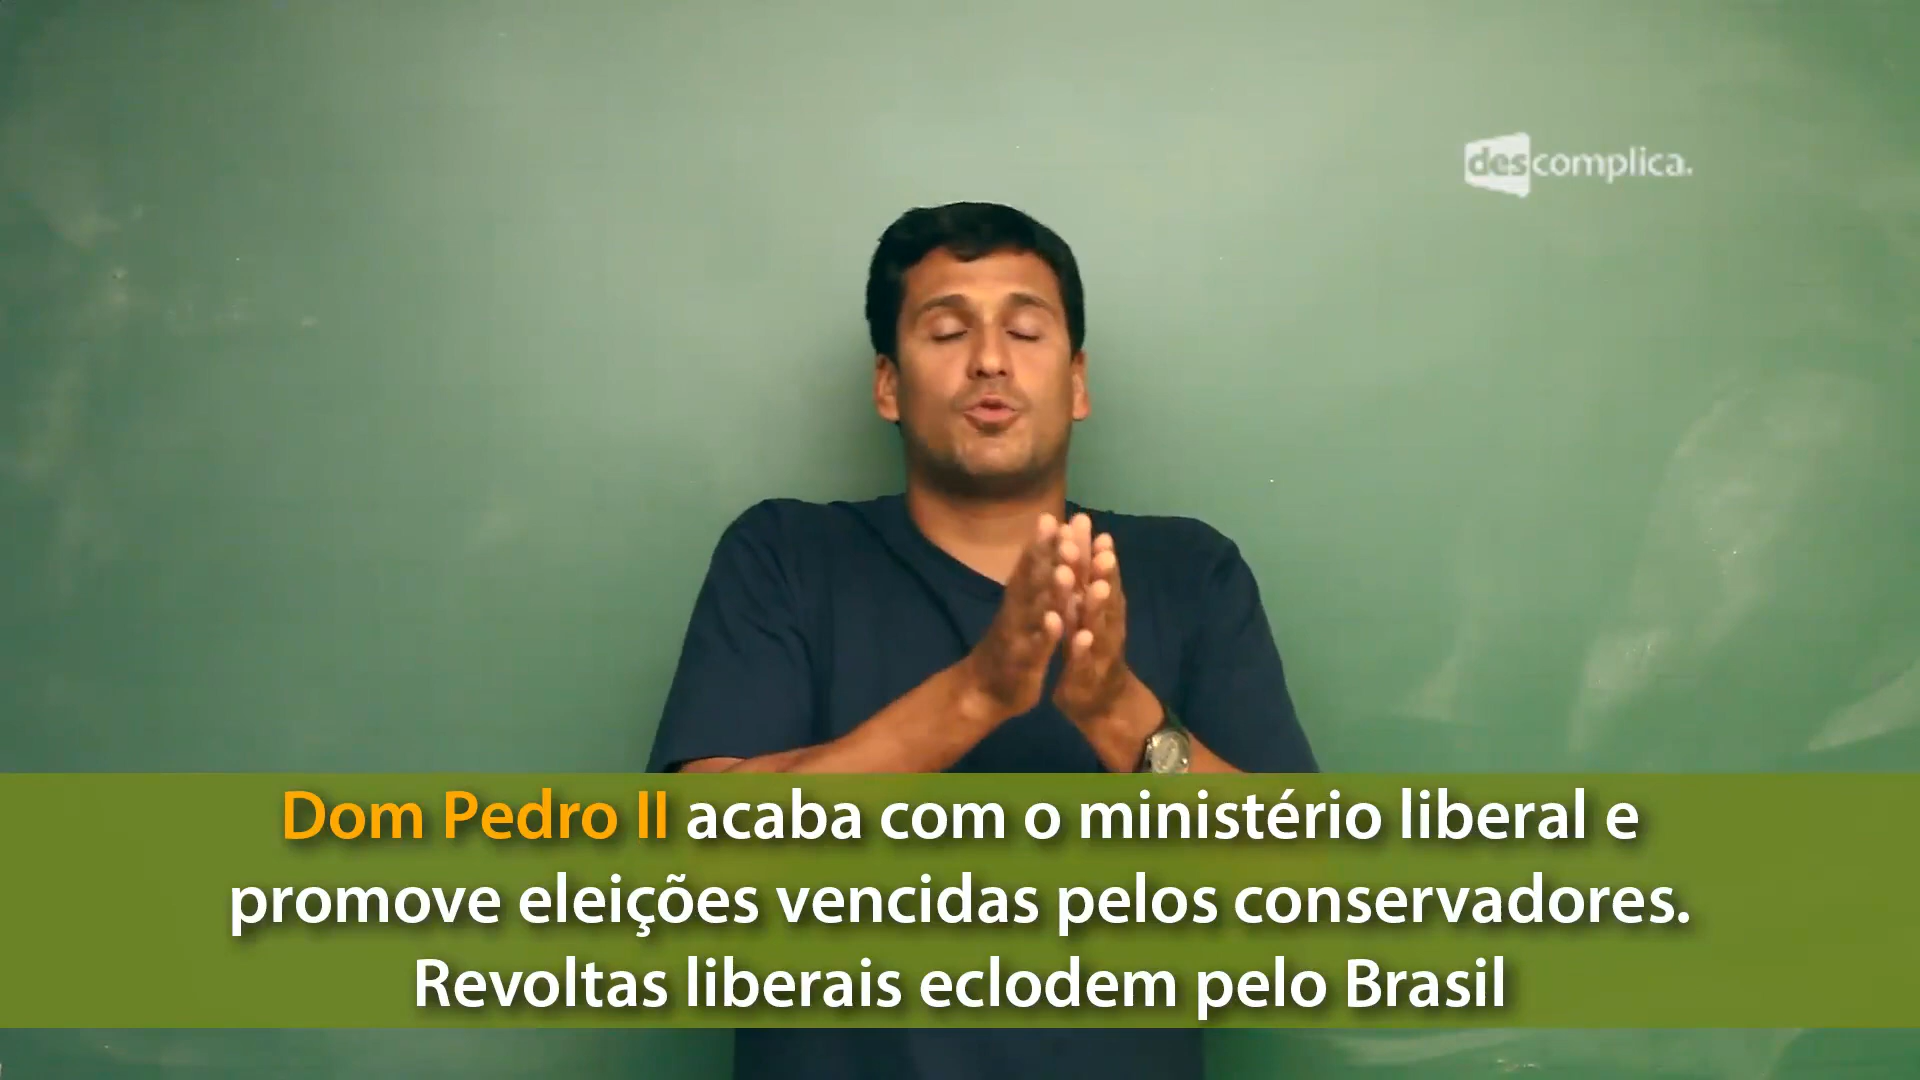 descomplica.
Dom Pedro II acaba com o ministério liberal e
promove eleições vencidas pelos conservadores.
Revoltas liberais eclodem pelo Brasil